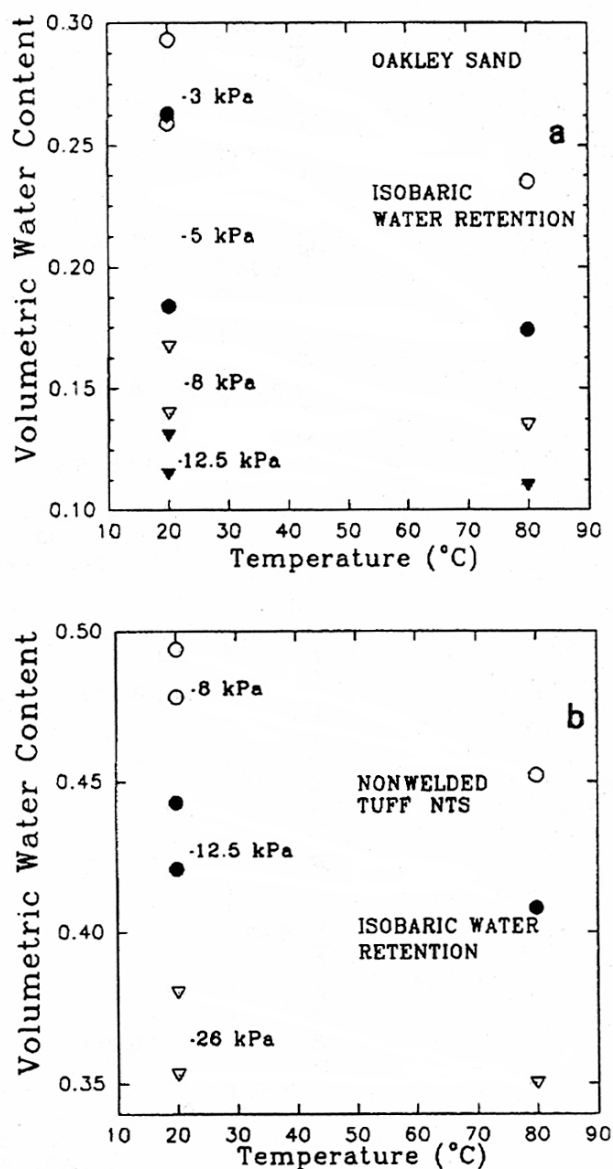 0.30
OAKLEY SAND
-3 kPa
a
0.25
ISOBARIC
WATER RETENTION
-5 kPa
0.20
0.15
-8 kPa
-12.5 kPa
0.10
10 20 30 40 50 60 70 80 90
Temperature (°C)
Volumetric Water Content
0.50
-8 kPa
b
0.45
NONWELDED
TUFF NTS
-12.5 kPa
0.40
ISOBARIC WATER
RETENTION
-26 kPa
0.35
10 20 30 40 50 60 70 80 90
Temperature (°C)
Volumetric Water Content